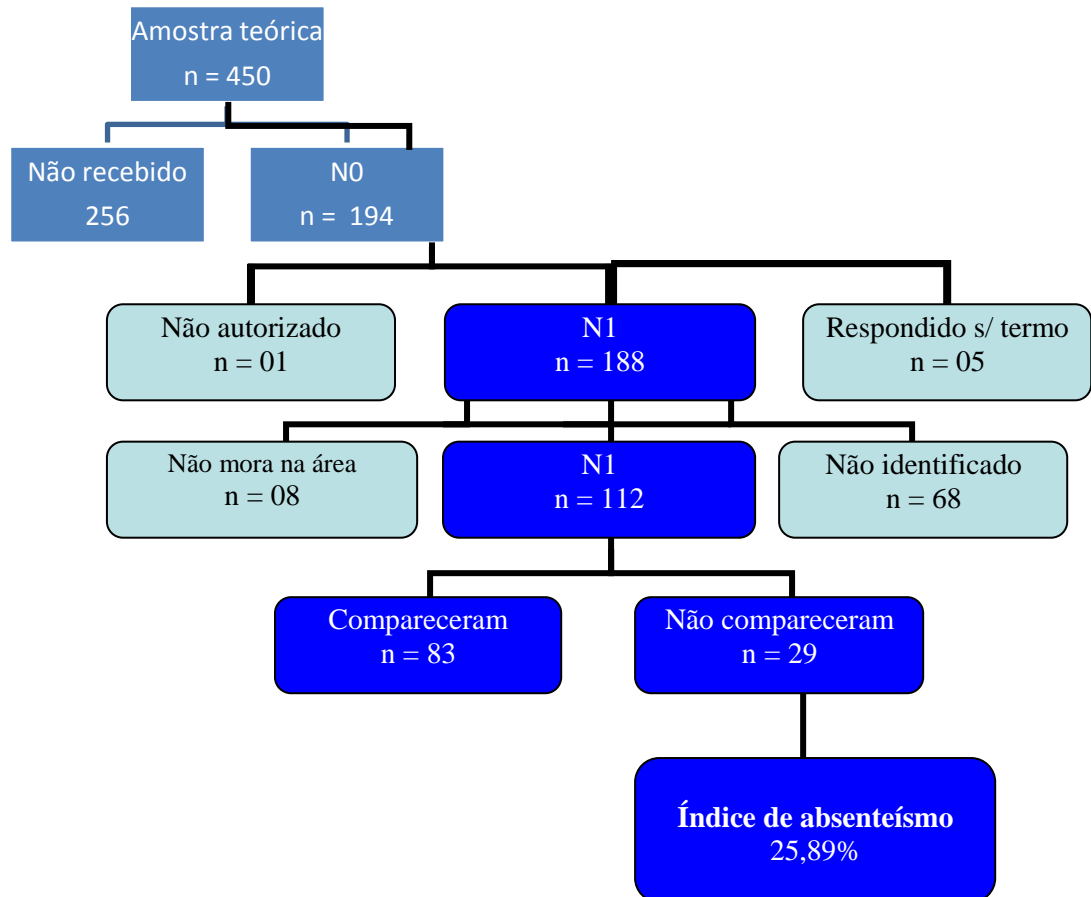 Amostra teórica
n = 450
Não recebido
256
N0
n =  194
Não autorizado
n = 01
N1
n = 188
Respondido s/ termo
n = 05
Não mora na área
n = 08
N1
n = 112
Não identificado
n = 68
Compareceram
n = 83
Não compareceram
n = 29
Índice de absenteísmo
25,89%